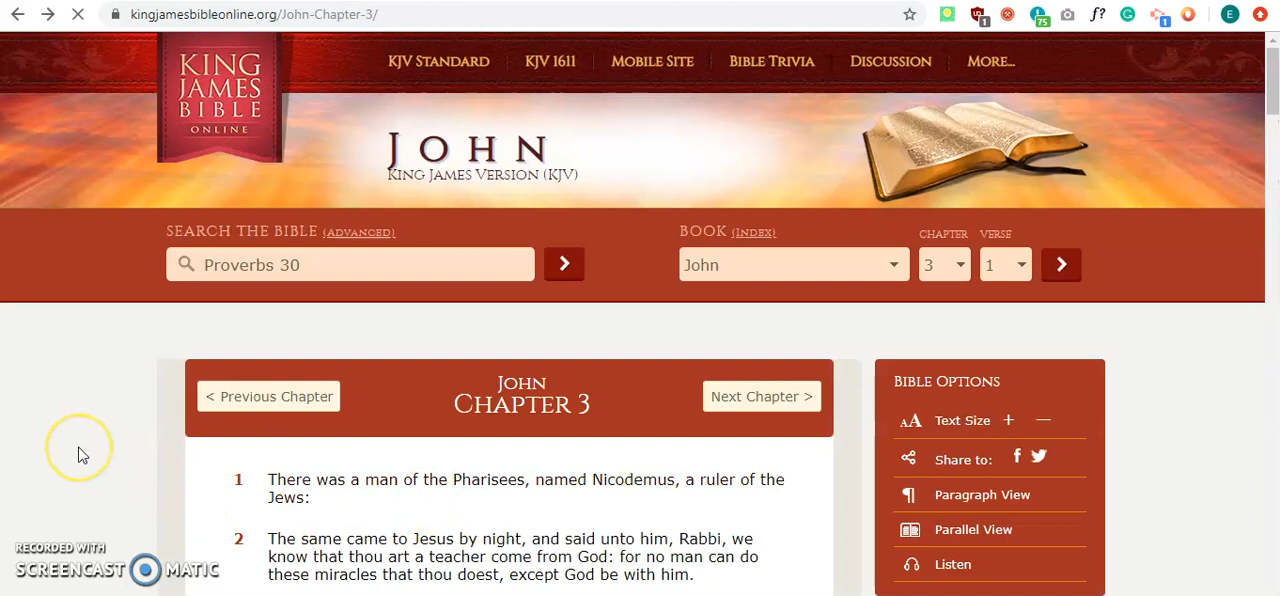 kingjamesbibleonline.org/John-Chapter-3/
1
75
f?
1
E
KING
JAMES
BIBLE
ONLINE
KJV STANDARD
KJV 1611
MOBILE SITE
BIBLE TRIVIA
DISCUSSION
MORE...
JOHN
KING JAMES VERSION (KJV)
SEARCH THE BIBLE (ADVANCED)
Proverbs 30
BOOK (INDEX)
CHAPTER
VERSE
John
3
1
< Previous Chapter
JOHN
CHAPTER 3
Next Chapter >
1 There was a man of the Pharisees, named Nicodemus, a ruler of the
Jews:
2 The same came to Jesus by night, and said unto him, Rabbi, we
know that thou art a teacher come from God: for no man can do
these miracles that thou doest, except God be with him.
BIBLE OPTIONS
AA Text Size + —
Share to:
Paragraph View
Parallel View
Listen
RECORDED WITH
SCREENCAST MATIC